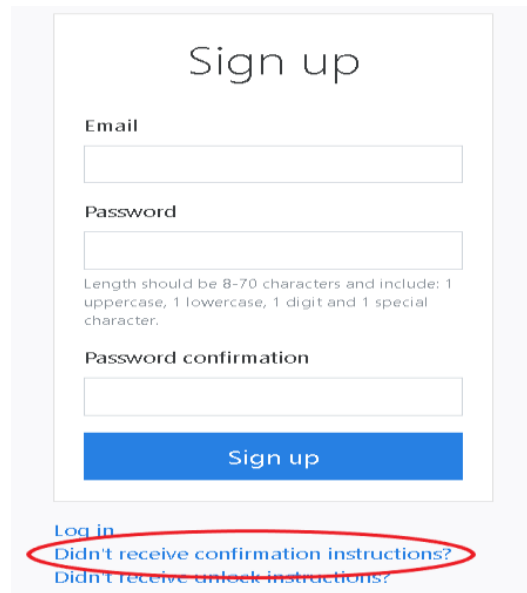 Sign up
Email
Password
Length should be 8-70 characters and include: 1
uppercase, 1 lowercase, 1 digit and 1 special
character.
Password confirmation
Sign up
Log in
Didn't receive confirmation instructions?
Didn't receive unlock instructions?